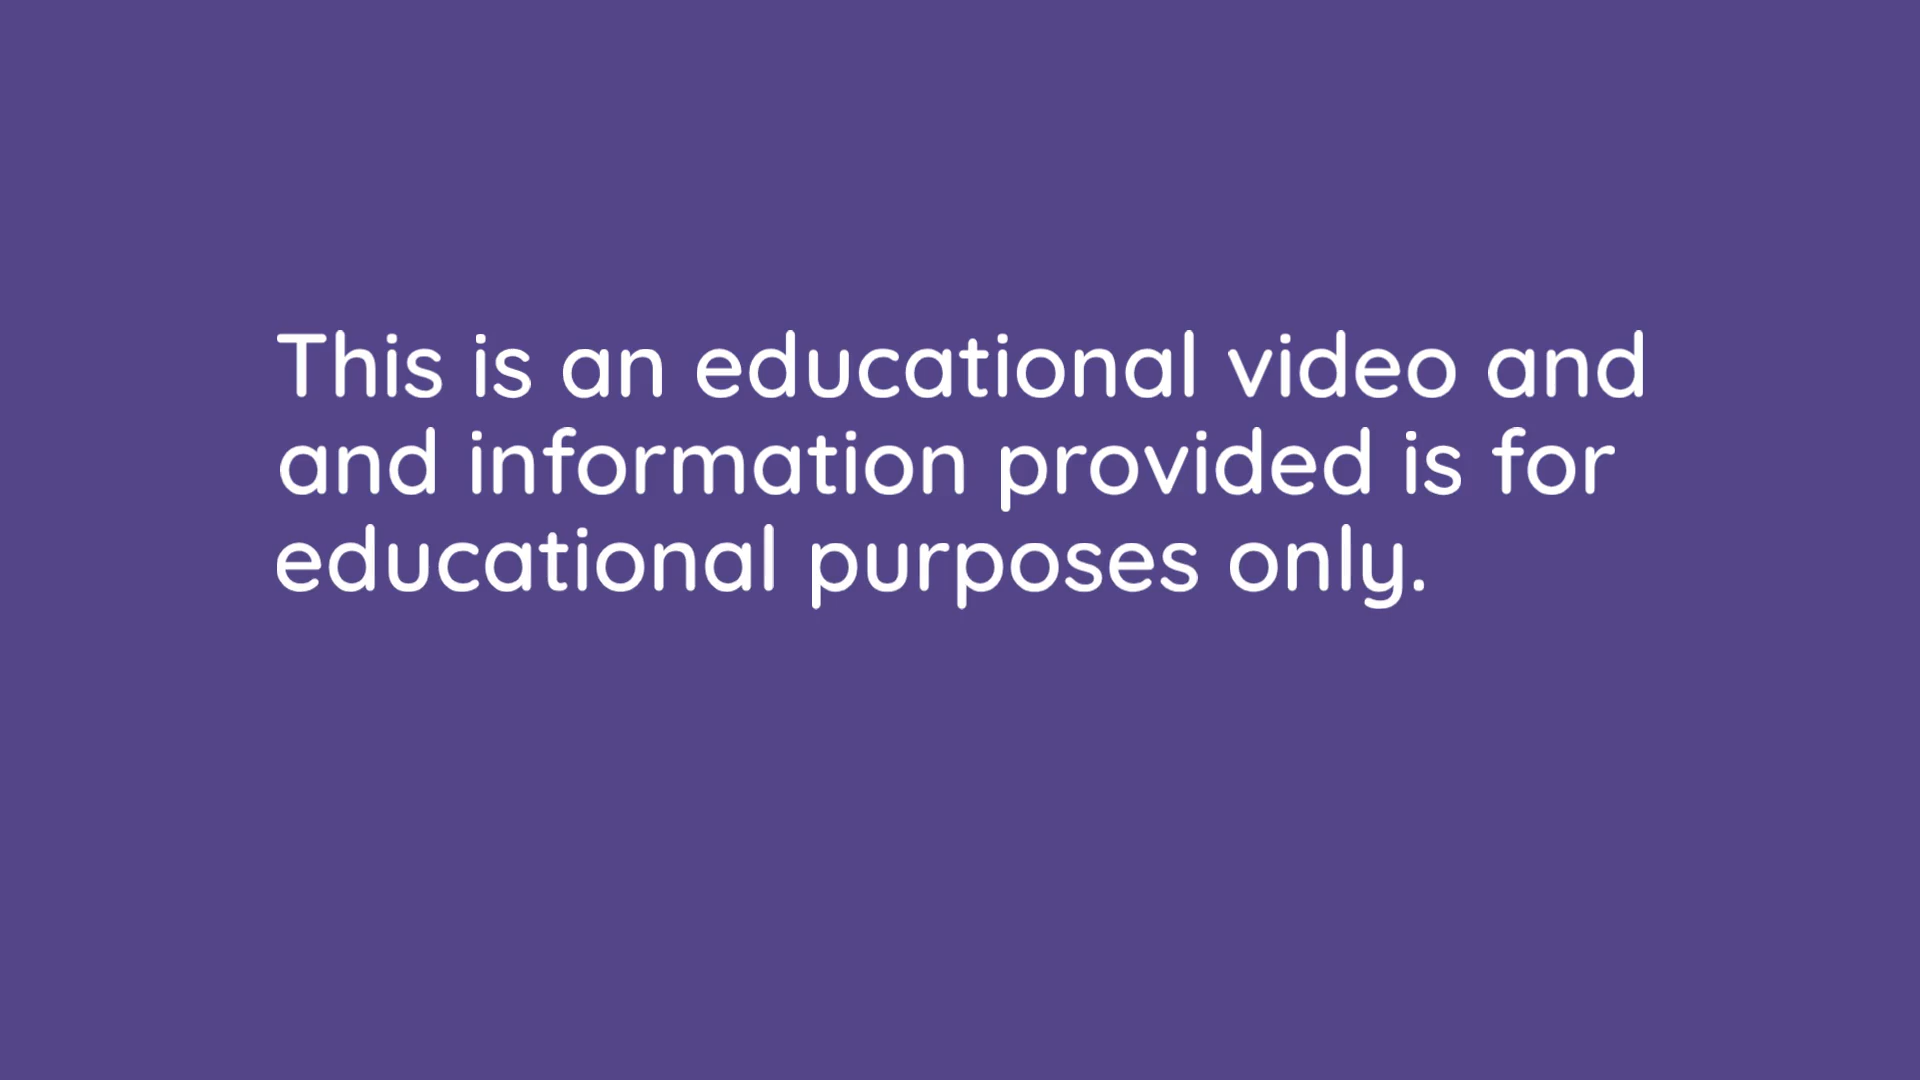 This is an educational video and
and information provided is for
educational purposes only.